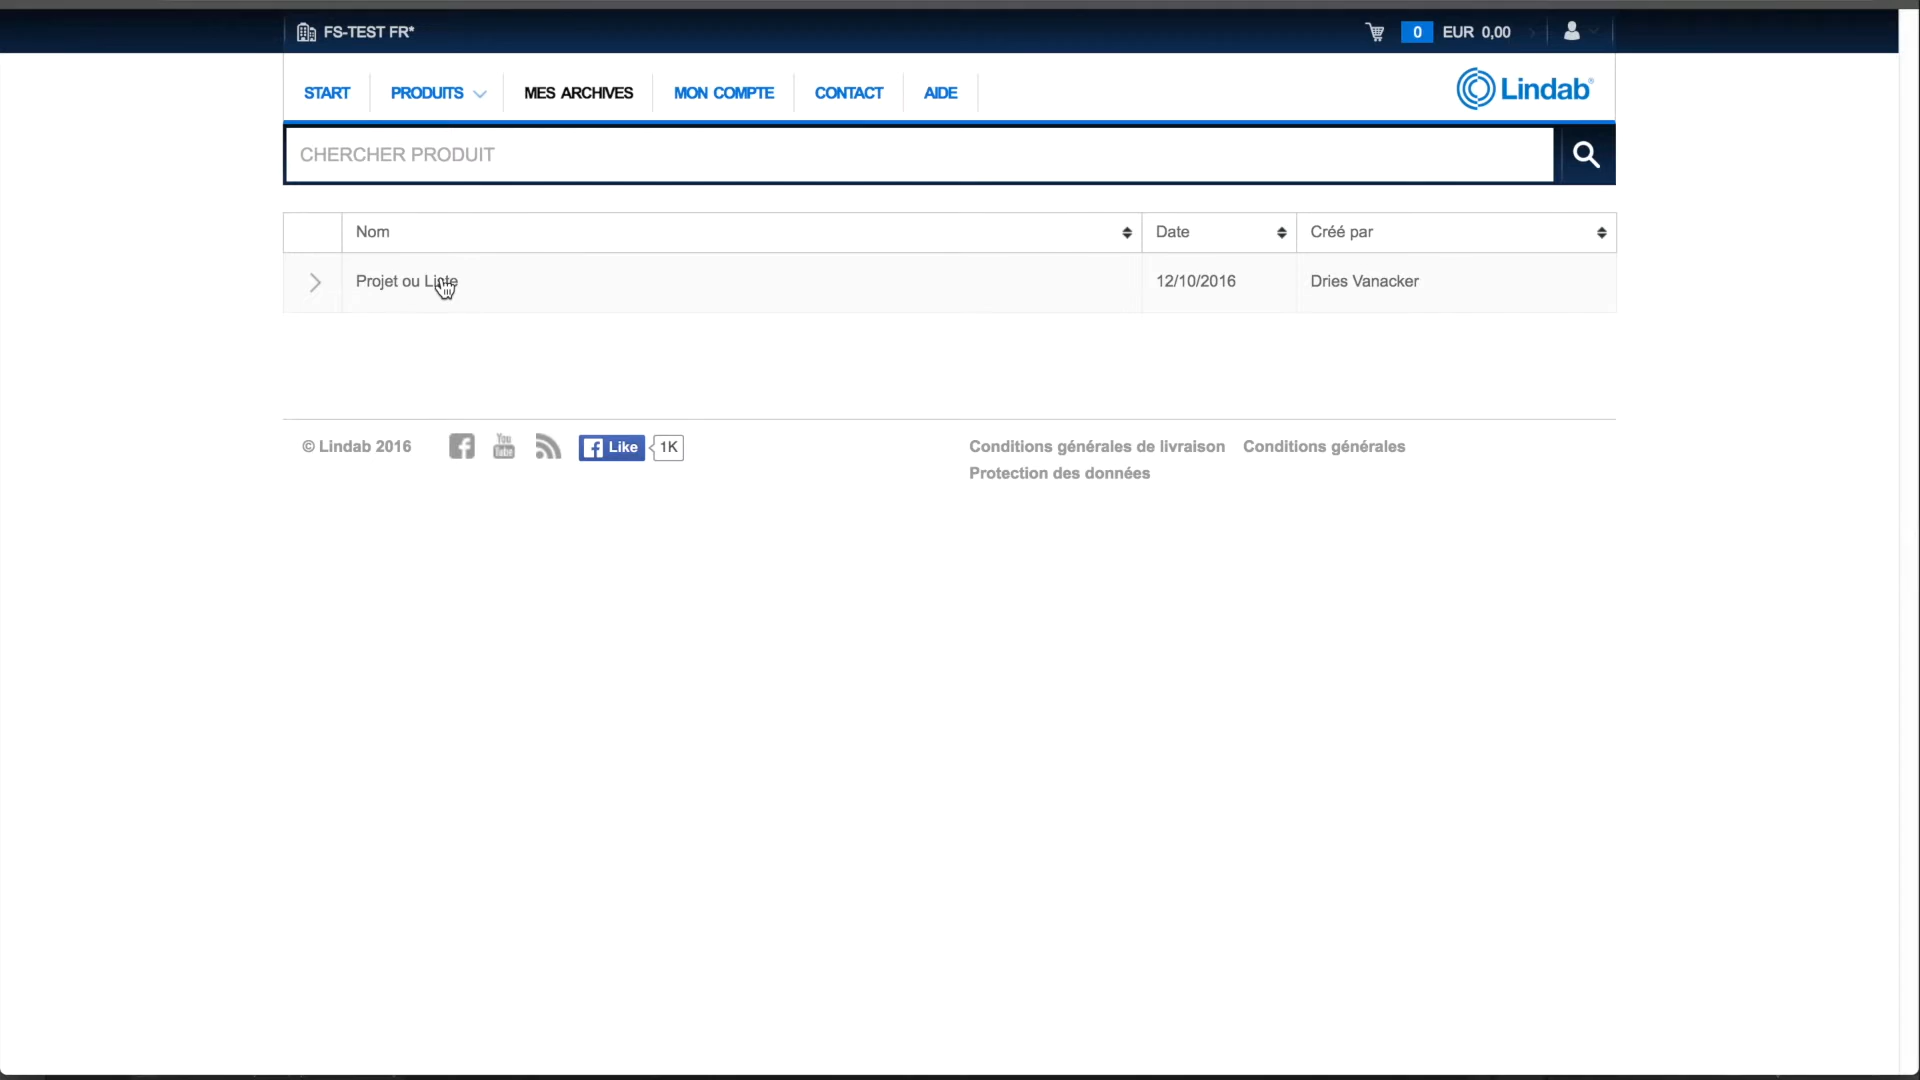 FS-TEST FR*
0 EUR 0,00
START PRODUITS MES ARCHIVES MON COMPTE CONTACT AIDE
Lindab®
CHERCHER PRODUIT
Nom Date Créé par
Projet ou Liste 12/10/2016 Dries Vanacker
© Lindab 2016 You Tube Like 1K Conditions générales de livraison Conditions générales
Protection des données